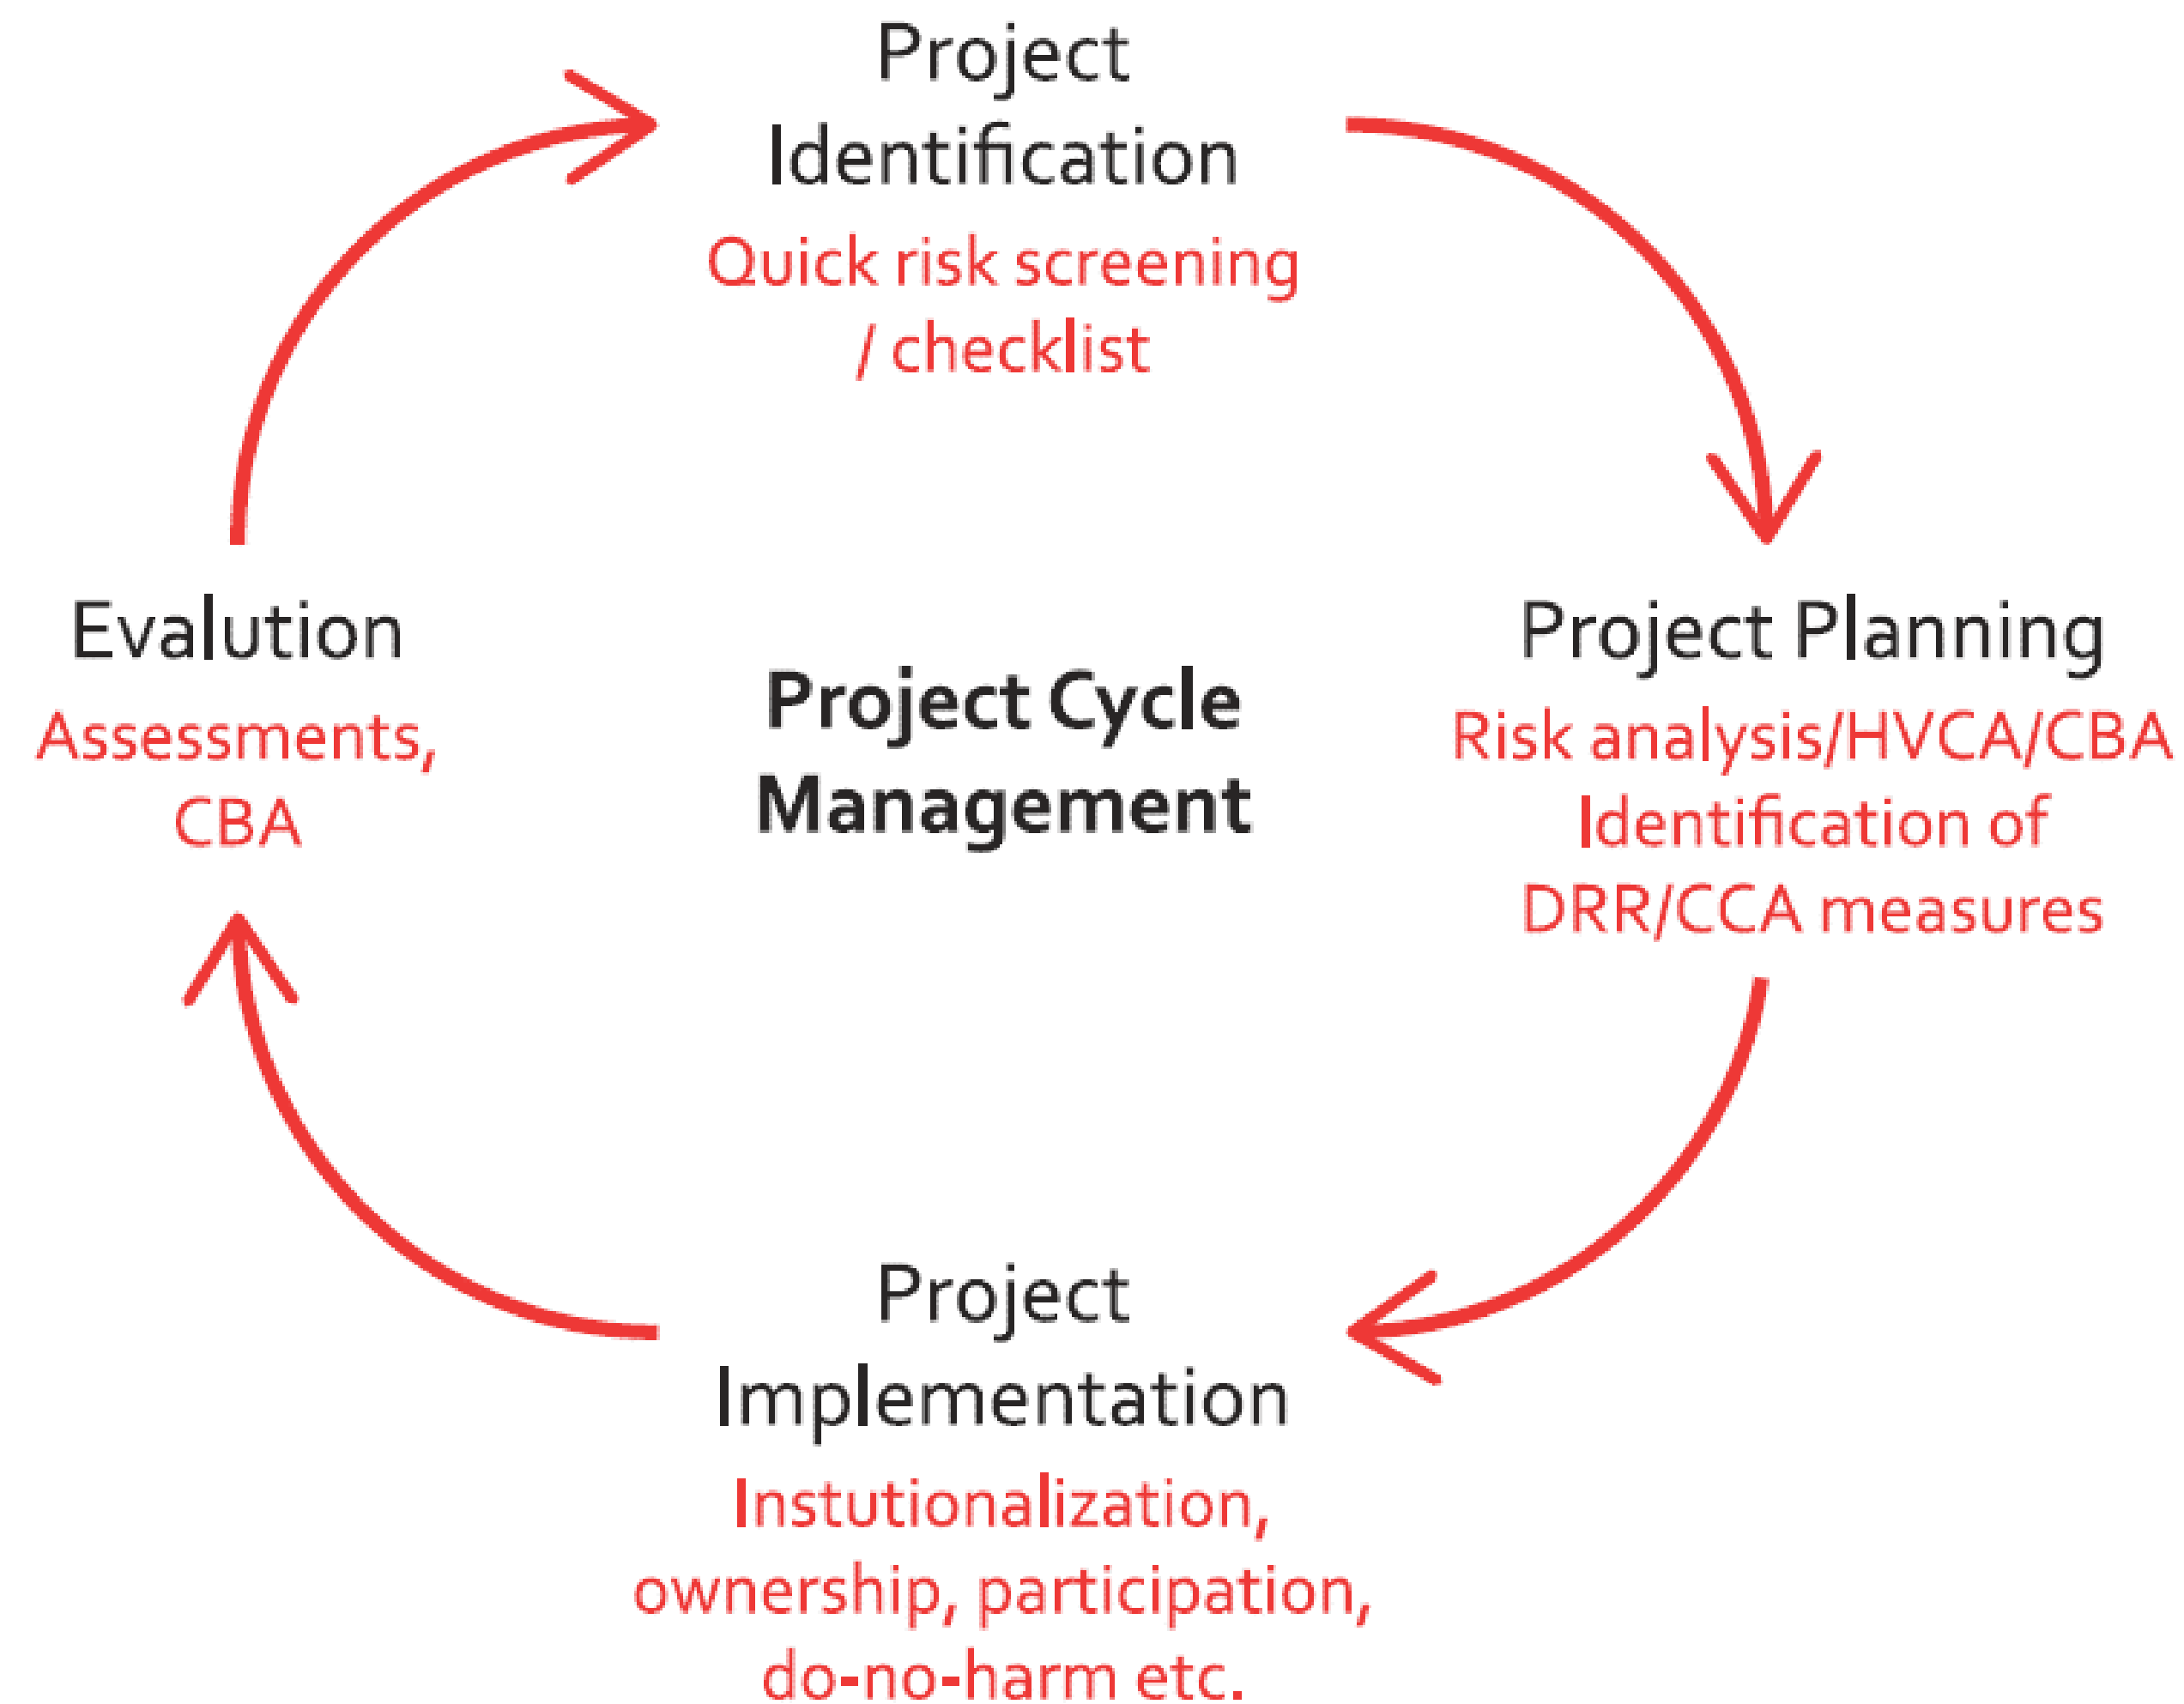 Project
Identification
Quick risk screening
/ checklist
Evalution
Assessments,
CBA
Project Cycle
Management
Project Planning
Risk analysis/HVCA/CBA
Identification of
DRR/CCA measures
Project
Implementation
Instutionalization,
ownership, participation,
do-no-harm etc.